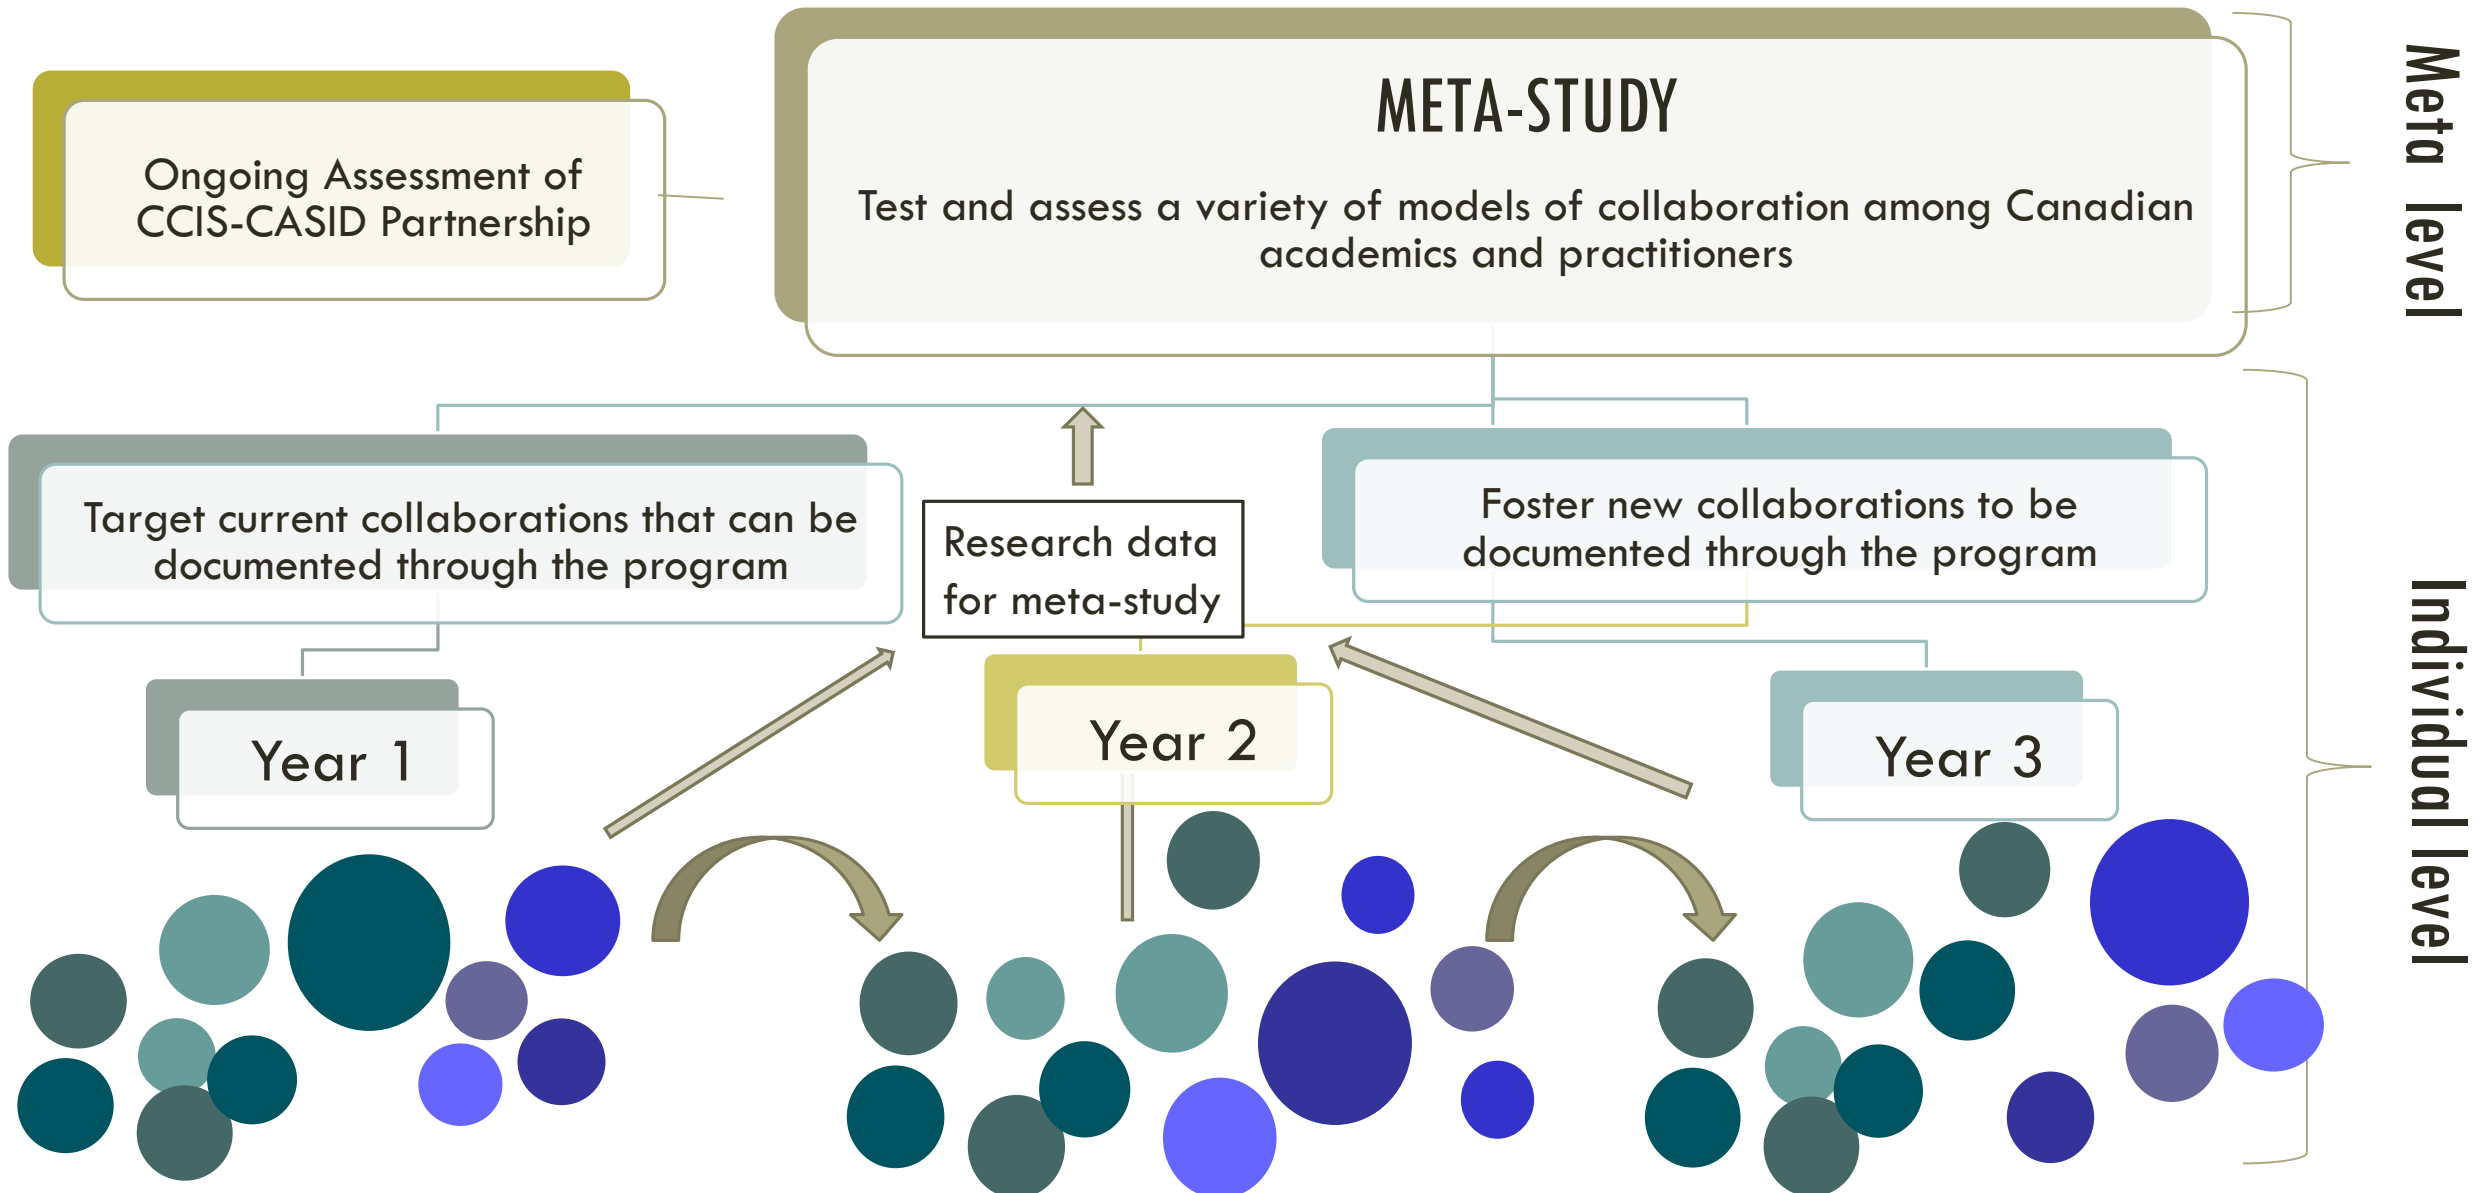 META-STUDY
Test and assess a variety of models of collaboration among Canadian
academics and practitioners
Ongoing Assessment of
CCIS-CASID Partnership
Meta level
Target current collaborations that can be
documented through the program
Research data
for meta-study
Foster new collaborations to be
documented through the program
Year 1
Year 2
Year 3
Individual level